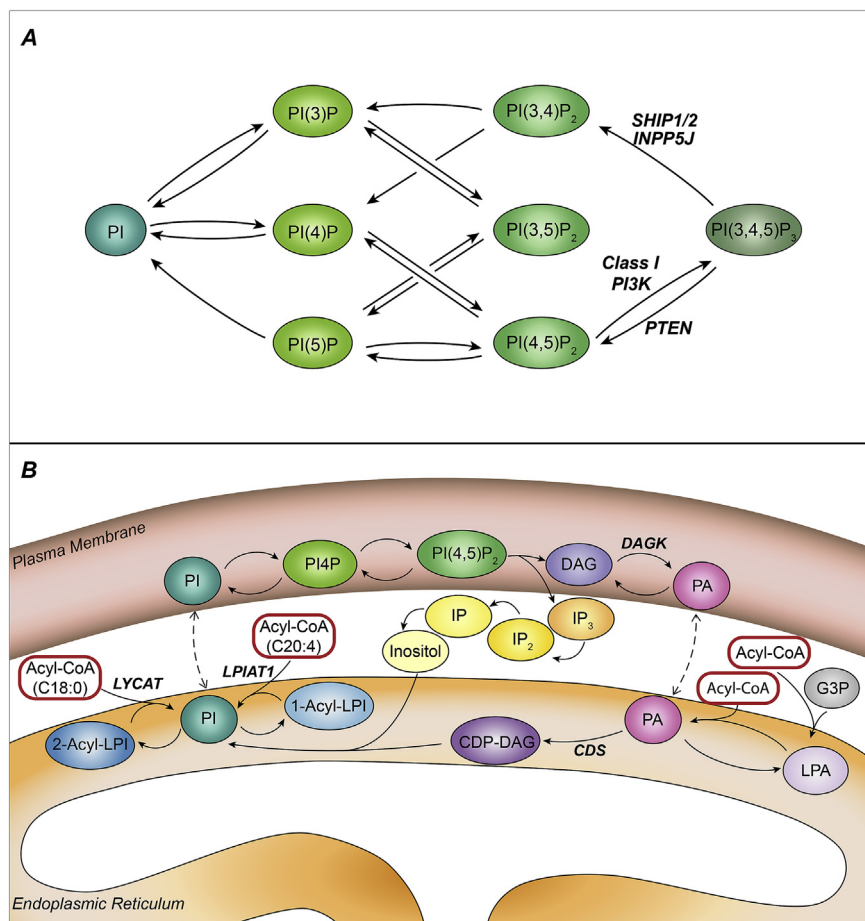 A
PI(3)P
PI(3,4)P2
SHIP1/2
INPP5J
PI
PI(4)P
PI(3,5)P2
PI(3,4,5)P3
Class I
PI3K
PI(5)P
PI(4,5)P2
PTEN
B
Plasma Membrane
PI
PI4P
PI(4,5)P2
DAG
DAGK
PA
IP
IP2
IP3
Inositol
Acyl-CoA
(C18:0)
LYCAT
Acyl-CoA
(C20:4)
LPIAT1
Acyl-CoA
Acyl-CoA
G3P
2-Acyl-LPI
PI
1-Acyl-LPI
CDP-DAG
CDS
PA
LPA
Endoplasmic Reticulum